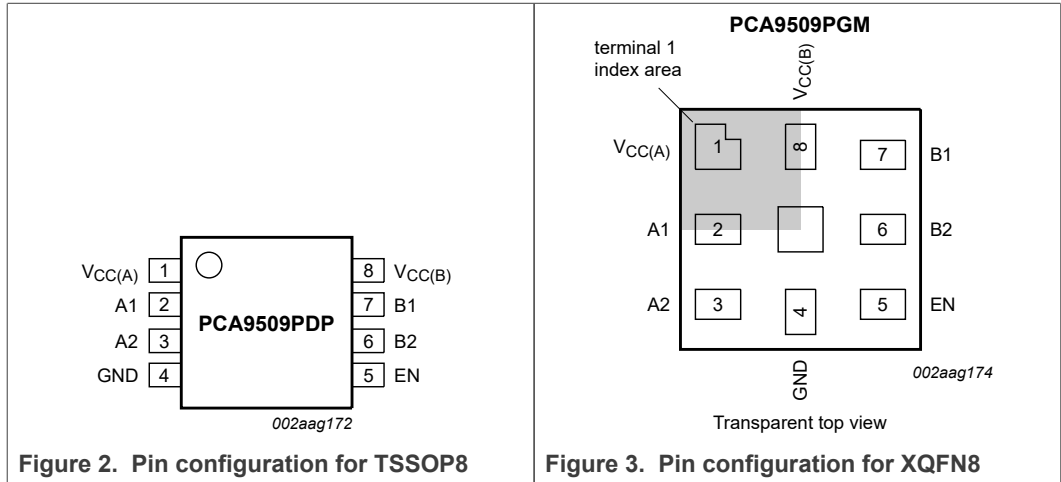 VCC(A) 1
A1 2
A2 3
GND 4
PCA9509PDP
8 VCC(B)
7 B1
6 B2
5 EN
002aag172
Figure 2. Pin configuration for TSSOP8
PCA9509PGM
terminal 1
index area
VCC(B)
VCC(A) 1 8 7 B1
A1 2 6 B2
A2 3 4 5 EN
GND
002aag174
Transparent top view
Figure 3. Pin configuration for XQFN8